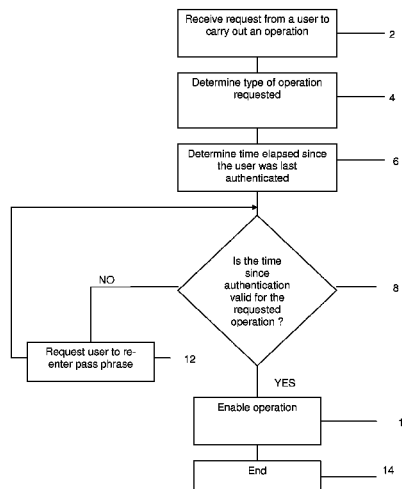 Receive request from a user to
carry out an operation
2
Determine type of operation
requested
4
Determine time elapsed since
the user was last
authenticated
6
Is the time
since
authentication
valid for the
requested
operation ?
8
NO
Request user to re-
enter pass phrase
12
YES
Enable operation
1
End
14